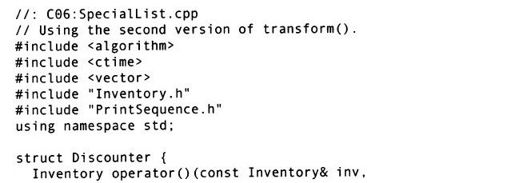 //: C06:SpecialList.cpp
// Using the second version of transform().
#include <algorithm>
#include <ctime>
#include <vector>
#include "Inventory.h"
#include "PrintSequence.h"
using namespace std;
struct Discounter {
Inventory operator()(const Inventory& inv,